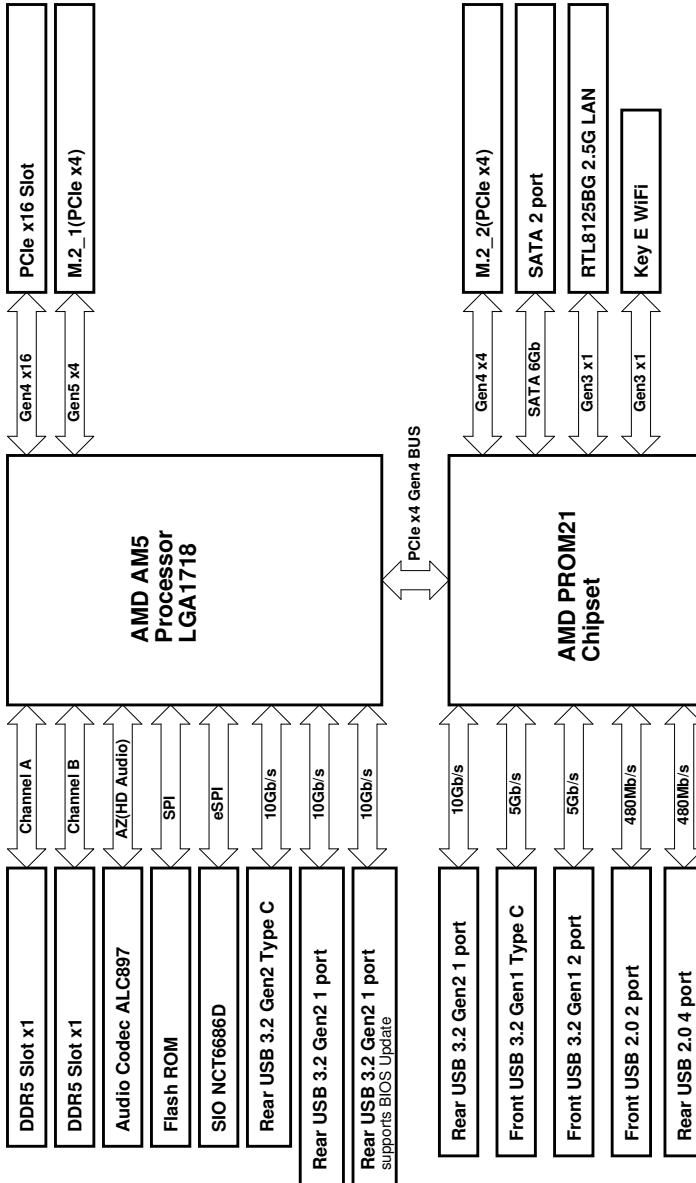 PCIe x16 Slot
M.2_1(PCIe x4)
Gen4 x16
Gen5 x4
AMD AM5
Processor
LGA1718
Channel A
Channel B
AZ(HD Audio)
SPI
eSPI
10Gb/s
10Gb/s
10Gb/s
DDR5 Slot x1
DDR5 Slot x1
Audio Codec ALC897
Flash ROM
SIO NCT6686D
Rear USB 3.2 Gen2 Type C
Rear USB 3.2 Gen2 1 port
Rear USB 3.2 Gen2 1 port
supports BIOS Update
PCIe x4 Gen4 BUS
M.2_2(PCIe x4)
SATA 2 port
RTL8125BG 2.5G LAN
Key E WiFi
Gen4 x4
SATA 6Gb
Gen3 x1
Gen3 x1
AMD PROM21
Chipset
10Gb/s
5Gb/s
5Gb/s
480Mb/s
480Mb/s
Rear USB 3.2 Gen2 1 port
Front USB 3.2 Gen1 Type C
Front USB 3.2 Gen1 2 port
Front USB 2.0 2 port
Rear USB 2.0 4 port